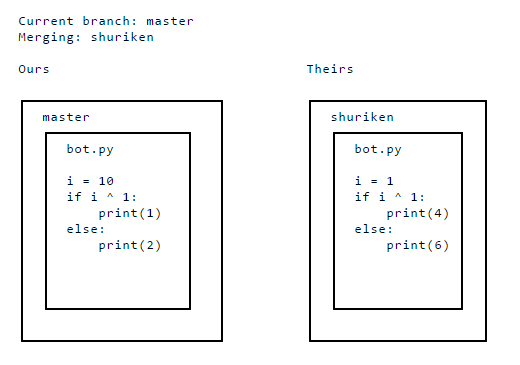 Current branch: master
Merging: shuriken
Ours
Theirs
master
bot.py
i = 10
if i ^ 1:
    print(1)
else:
    print(2)
shuriken
bot.py
i = 1
if i ^ 1:
    print(4)
else:
    print(6)